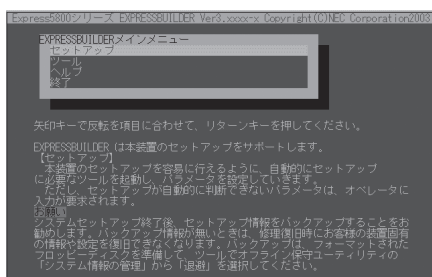 Express5800シリーズ EXPRESSBUILDER Ver3.xxxx-x Copyright(C)NEC Corporation2003
EXPRESSBUILDERメインメニュー
セットアップ
ツール
ヘルプ
終了
矢印キーで反転を項目に合わせて、リターンキーを押してください。
EXPRESSBUILDER は本装置のセットアップをサポートします。
【セットアップ】
本装置のセットアップを容易に行えるように、自動的にセットアップ
に必要なツールを起動し、パラメータを設定していきます。
ただし、セットアップが自動的に判断できないパラメータは、オペレータに
入力が要求されます。
お願い
システムセットアップ終了後、セットアップ情報をバックアップすることをお
勧めします。バックアップ情報が無いときは、修理復旧時にお客様の装置固有
の情報や設定を復旧できなくなります。バックアップは、フォーマットされた
フロッピーディスクを準備して、ツールでオフライン保守ユーティリティの
「システム情報の管理」から「退避」を選択してください。